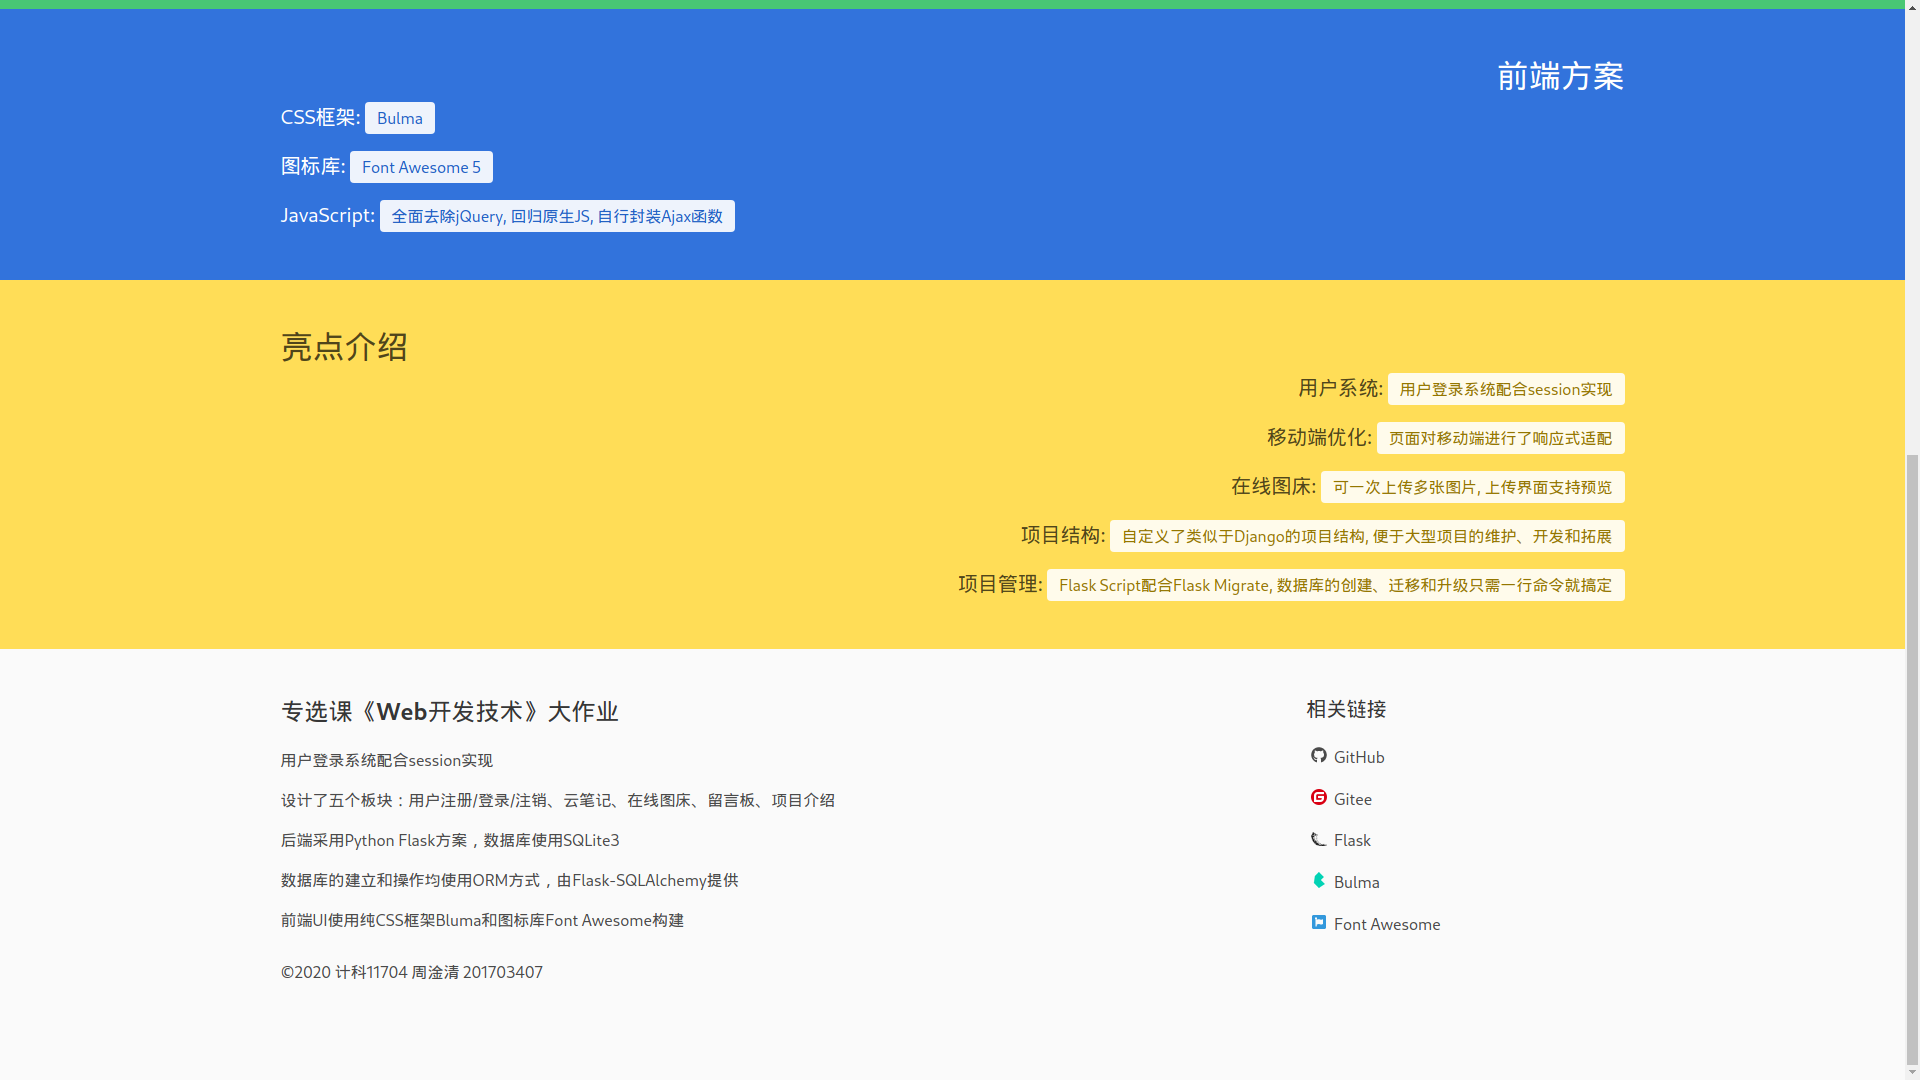 前端方案
CSS框架: Bulma
图标库: Font Awesome 5
JavaScript: 全面去除jQuery, 回归原生JS, 自行封装Ajax函数
亮点介绍
用户系统: 用户登录系统配合session实现
移动端优化: 页面对移动端进行了响应式适配
在线图床: 可一次上传多张图片, 上传界面支持预览
项目结构: 自定义了类似于Django的项目结构, 便于大型项目的维护、开发和拓展
项目管理: Flask Script配合Flask Migrate, 数据库的创建、迁移和升级只需一行命令就搞定
专选课《Web开发技术》大作业
用户登录系统配合session实现
设计了五个板块：用户注册/登录/注销、云笔记、在线图床、留言板、项目介绍
后端采用Python Flask方案，数据库使用SQLite3
数据库的建立和操作均使用ORM方式，由Flask-SQLAlchemy提供
前端UI使用纯CSS框架Bluma和图标库Font Awesome构建
©2020 计科11704 周淦清 201703407
相关链接
GitHub
Gitee
Flask
Bulma
Font Awesome